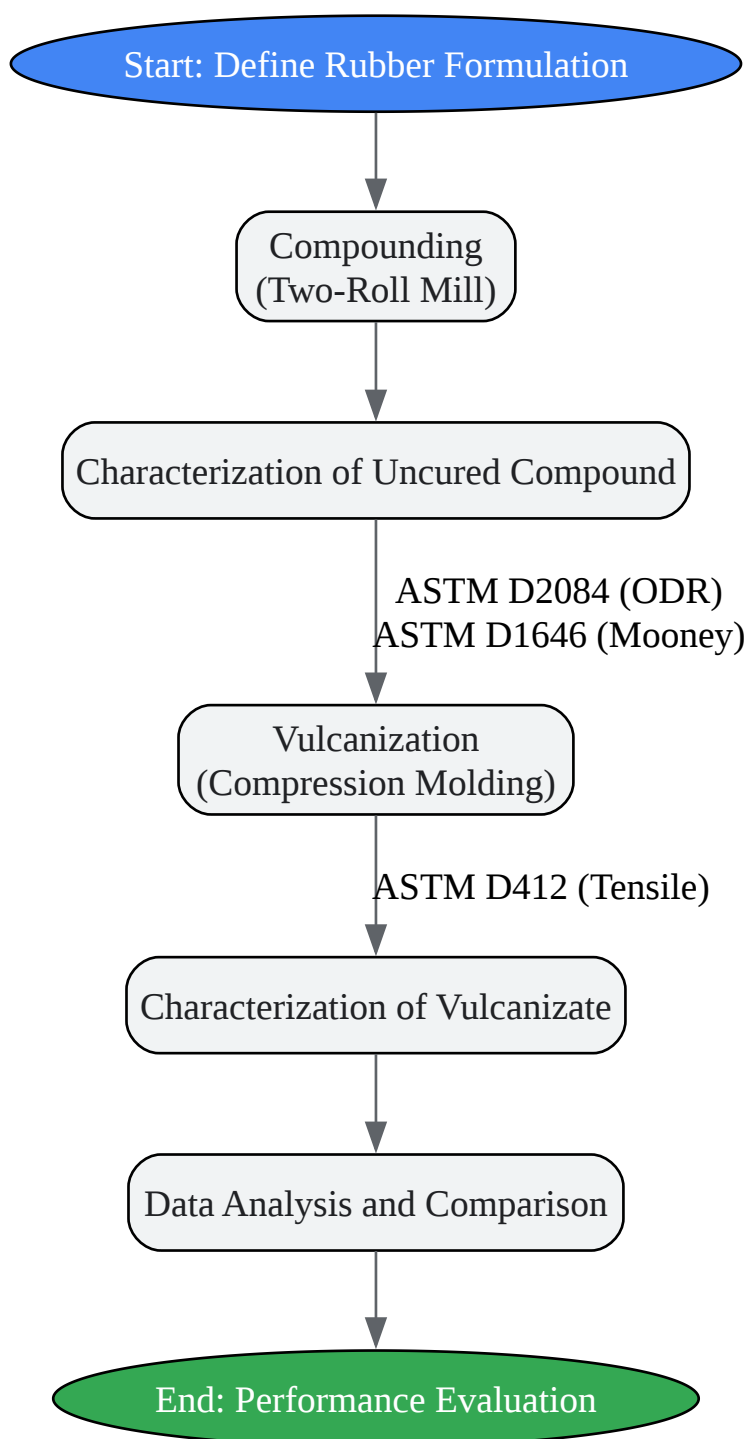 Start: Define Rubber Formulation
Compounding
(Two-Roll Mill)
Characterization of Uncured Compound
ASTM D2084 (ODR)
ASTM D1646 (Mooney)
Vulcanization
(Compression Molding)
ASTM D412 (Tensile)
Characterization of Vulcanizate
Data Analysis and Comparison
End: Performance Evaluation